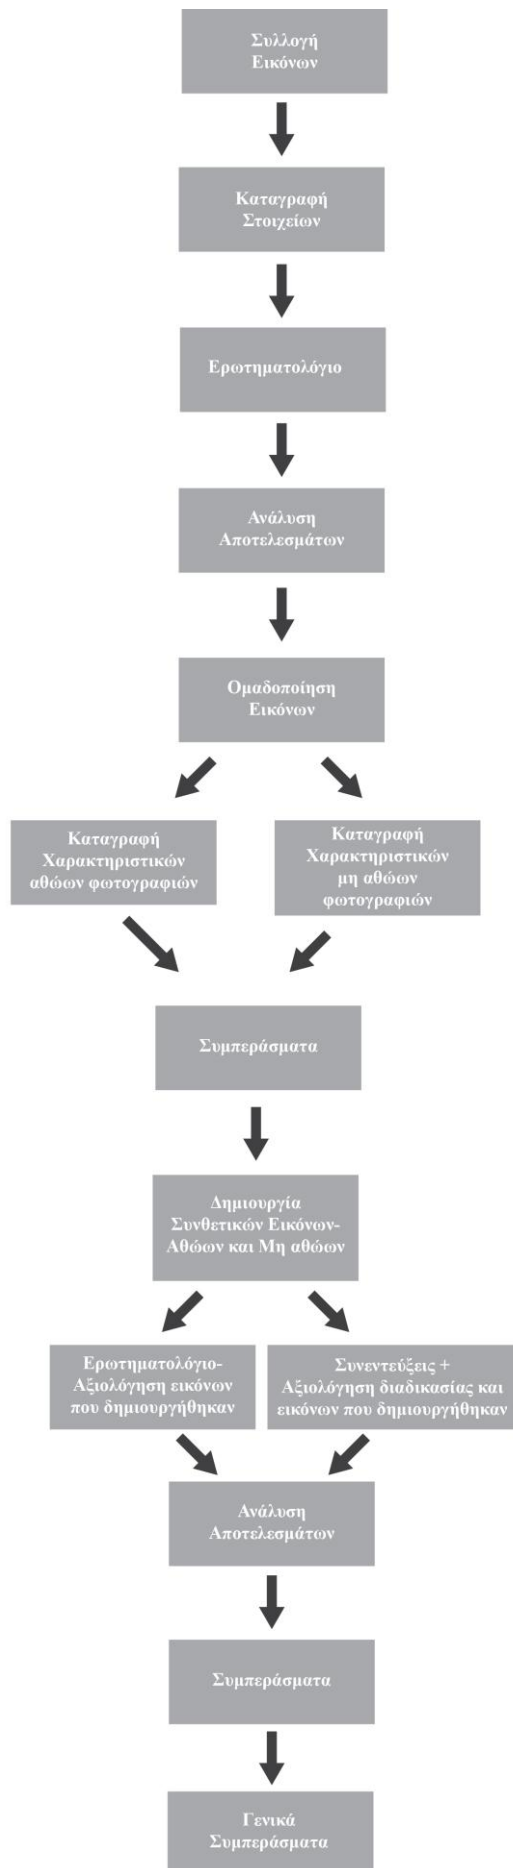 Συλλογή
Εικόνων
Καταγραφή
Στοιχείων
Ερωτηματολόγιο
Ανάλυση
Αποτελεσμάτων
Ομαδοποίηση
Εικόνων
Καταγραφή
Χαρακτηριστικών
αθώων φωτογραφιών
Καταγραφή
Χαρακτηριστικών
μη αθώων
φωτογραφιών
Συμπεράσματα
Δημιουργία
Συνθετικών Εικόνων-
Αθώων και Μη αθώων
Ερωτηματολόγιο-
Αξιολόγηση εικόνων
που δημιουργήθηκαν
Συνεντεύξεις +
Αξιολόγηση διαδικασίας και
εικόνων που δημιουργήθηκαν
Ανάλυση
Αποτελεσμάτων
Συμπεράσματα
Γενικά
Συμπεράσματα